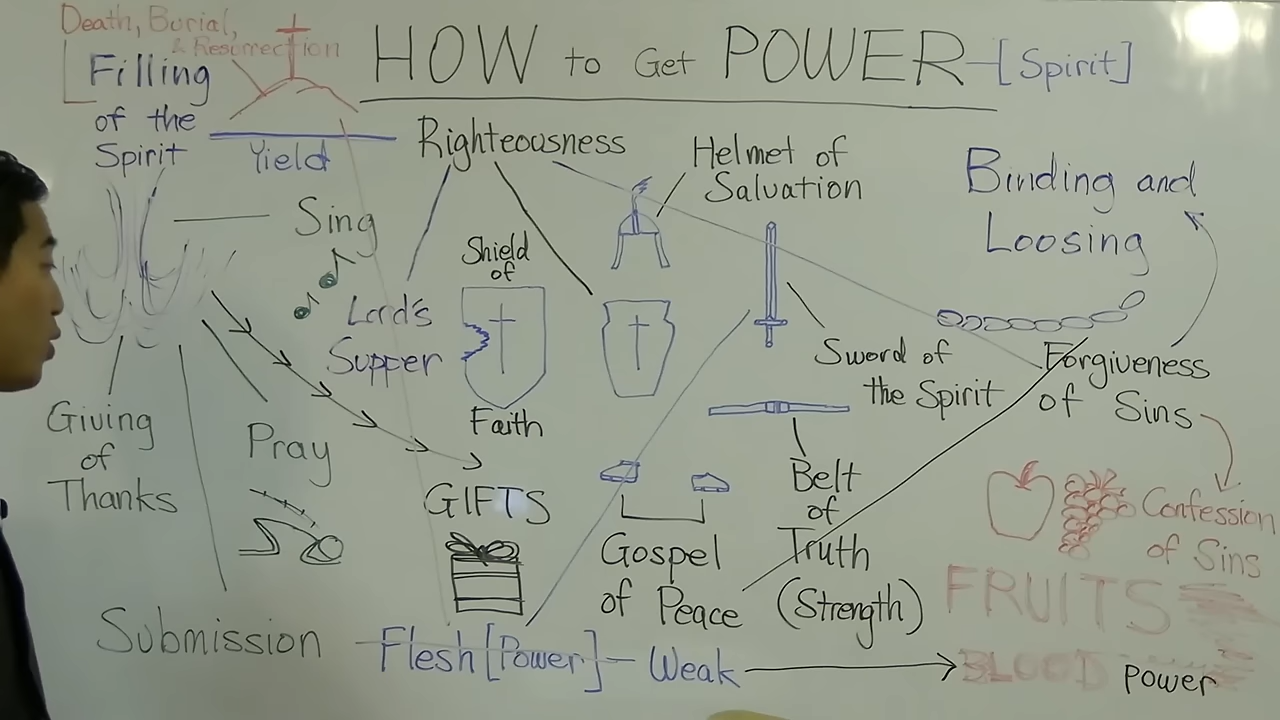 Death, Burial,
& Resurrection
HOW to Get POWER-[Spirit]
Filling
of the
Spirit
Yield
Righteousness
Helmet of
Salvation
Binding and
Loosing
Sing
Shield
of
Faith
Lord's
Supper
Sword of
the Spirit
Forgiveness
of Sins
Giving
of
Thanks
Pray
GIFTS
Belt
of
Truth
(Strength)
Gospel
of Peace
Confession
of Sins
FRUITS
Submission
Flesh [Power] - Weak
BLOOD
Power